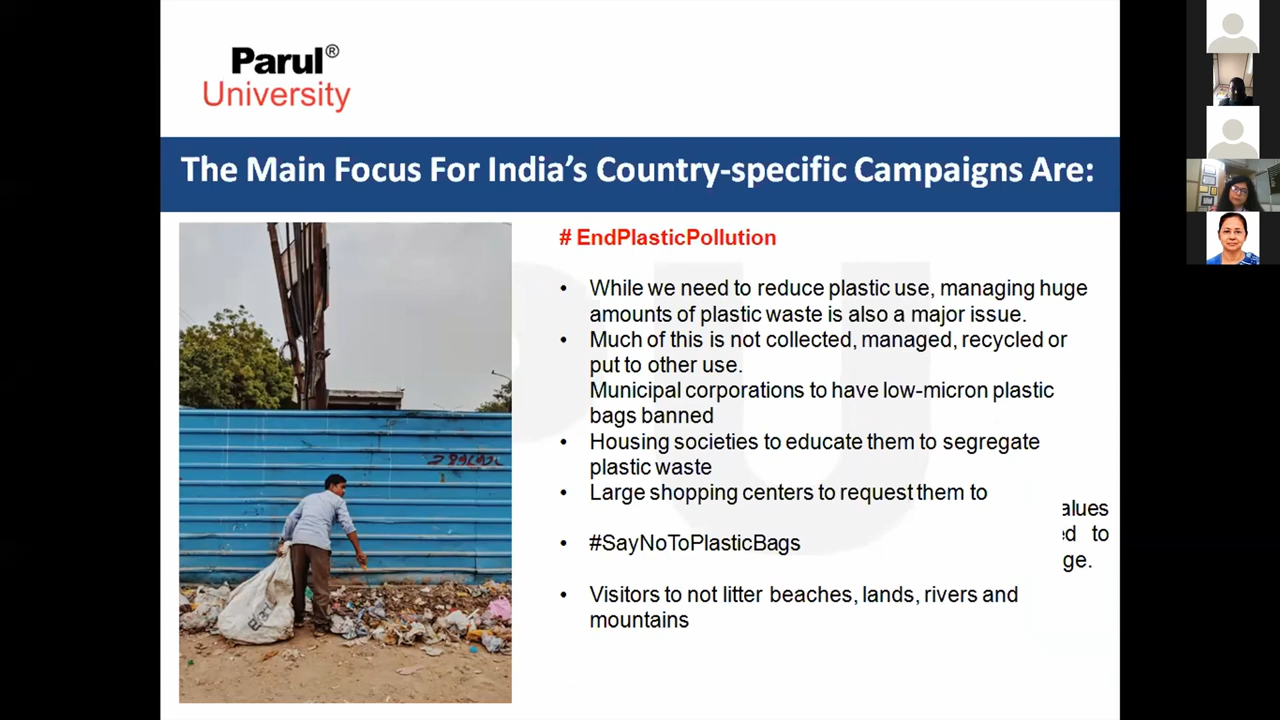 Parul®
University
The Main Focus For India’s Country-specific Campaigns Are:
# EndPlasticPollution
• While we need to reduce plastic use, managing huge
amounts of plastic waste is also a major issue.
• Much of this is not collected, managed, recycled or
put to other use.
Municipal corporations to have low-micron plastic
bags banned
• Housing societies to educate them to segregate
plastic waste
• Large shopping centers to request them to
• #SayNoToPlasticBags
• Visitors to not litter beaches, lands, rivers and
mountains
to